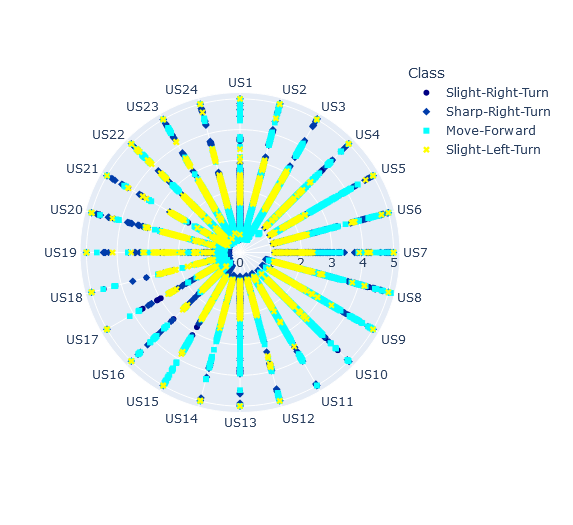 Class
Slight-Right-Turn
Sharp-Right-Turn
Move-Forward
Slight-Left-Turn
US1
US2
US3
US4
US5
US6
US7
US8
US9
US10
US11
US12
US13
US14
US15
US16
US17
US18
US19
US20
US21
US22
US23
US24
0
1
2
3
4
5